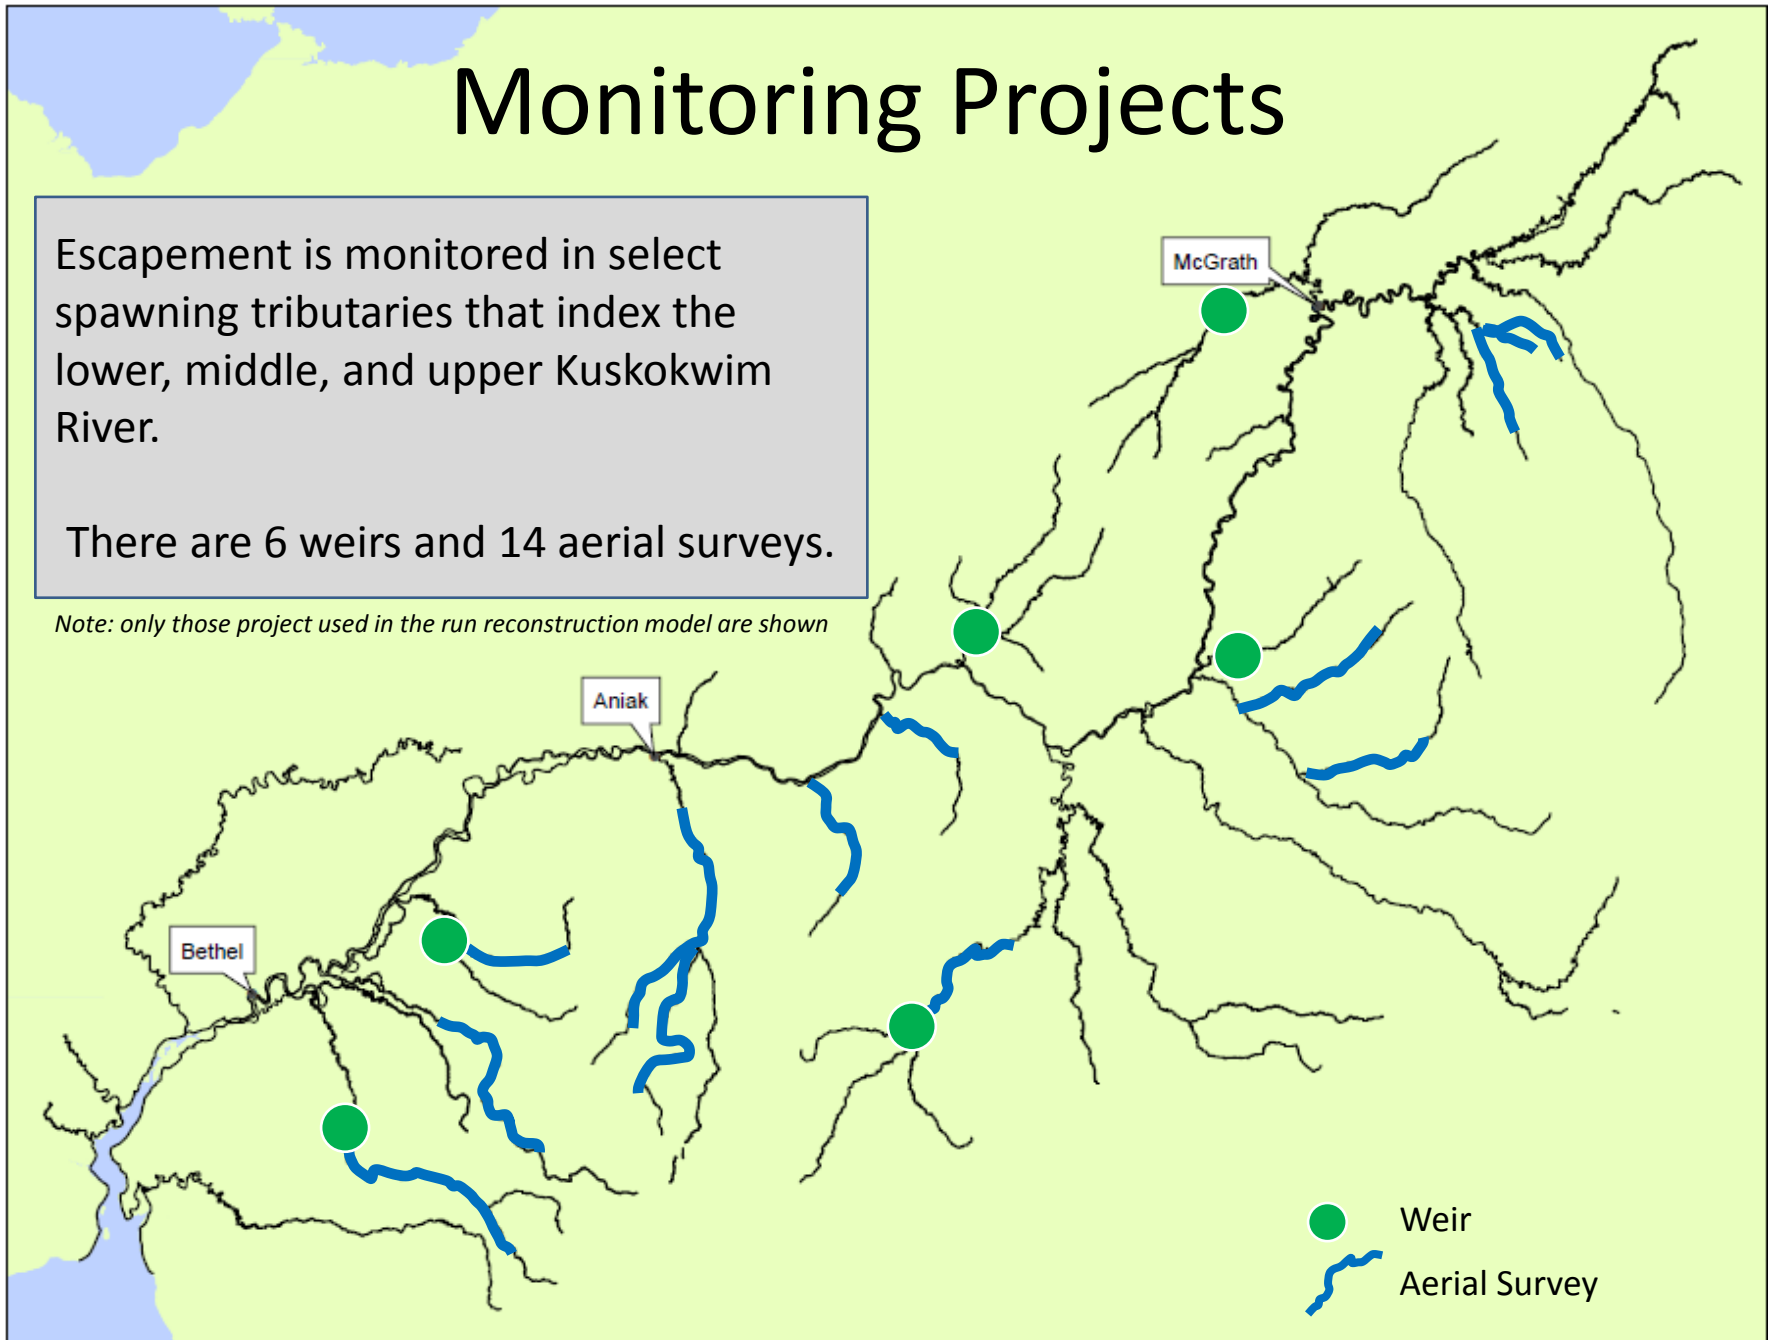 Monitoring Projects
Escapement is monitored in select
spawning tributaries that index the
lower, middle, and upper Kuskokwim
River.
There are 6 weirs and 14 aerial surveys.
Note: only those project used in the run reconstruction model are shown
McGrath
Aniak
Bethel
Weir
Aerial Survey